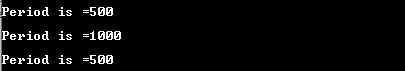 Period is =500
Period is =1000
Period is =500